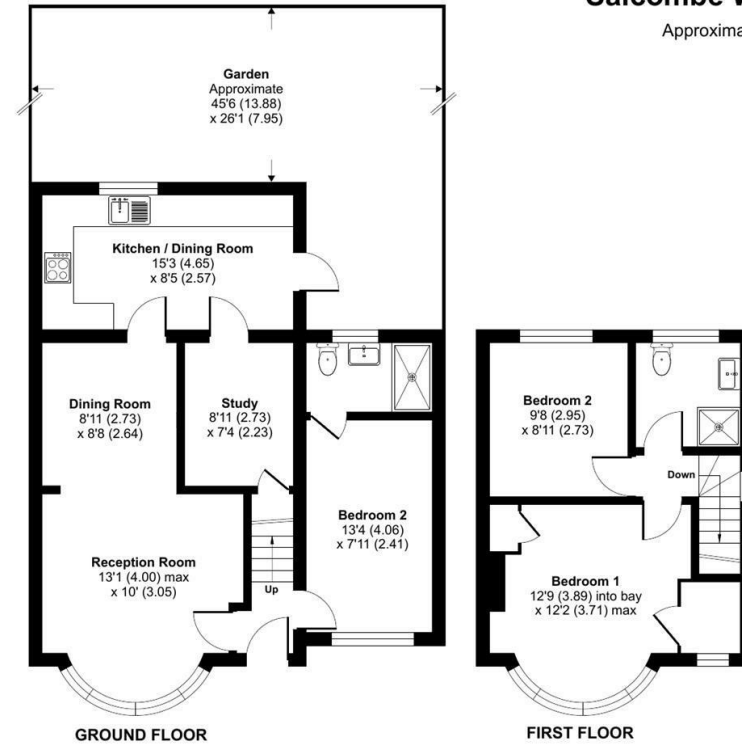 Salcombe
Approxima
Garden
Approximate
45'6 (13.88)
x 26'1 (7.95)
Kitchen / Dining Room
15'3 (4.65)
x 8'5 (2.57)
Dining Room
8'11 (2.73)
x 8'8 (2.64)
Study
8'11 (2.73)
x 7'4 (2.23)
Bedroom 2
13'4 (4.06)
x 7'11 (2.41)
Reception Room
13'1 (4.00) max
x 10' (3.05)
Up
GROUND FLOOR
Bedroom 2
9'8 (2.95)
x 8'11 (2.73)
Down
Bedroom 1
12'9 (3.89) into bay
x 12'2 (3.71) max
FIRST FLOOR